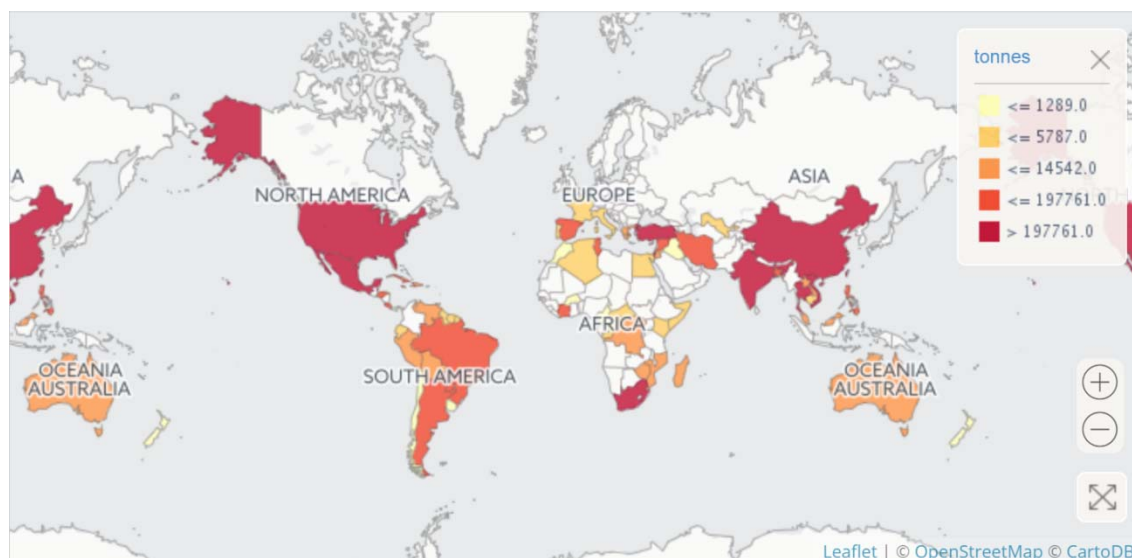 tonnes
<= 1289.0
<= 5787.0
<= 14542.0
<= 197761.0
> 197761.0
A
NORTH AMERICA
EUROPE
ASIA
AFRICA
OCEANIA
AUSTRALIA
SOUTH AMERICA
OCEANIA
AUSTRALIA
Leaflet | © OpenStreetMap © CartoDB